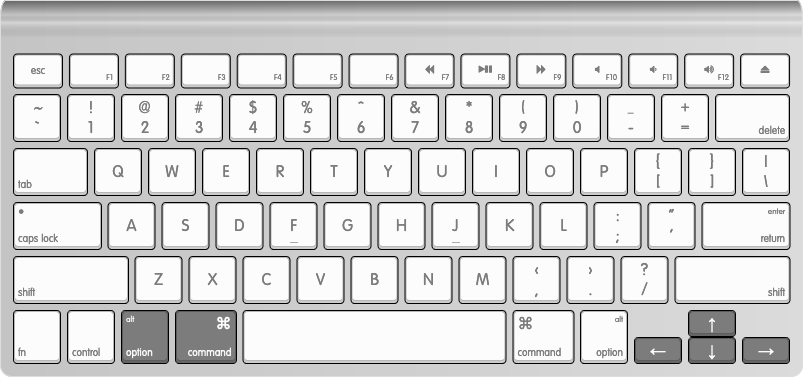 esc F1 F2 F3 F4 F5 F6 F7 F8 F9 F10 F11 F12
~ ! @ # $ % ^ & * ( ) _ +
` 1 2 3 4 5 6 7 8 9 0 - = delete
tab Q W E R T Y U I O P { [ } ] | \
caps lock A S D F G H J K L : ; " ' enter return
shift Z X C V B N M ‹ , › . ? / shift
fn control alt option ⌘ command ⌘ command alt option ← ↑ ↓ →